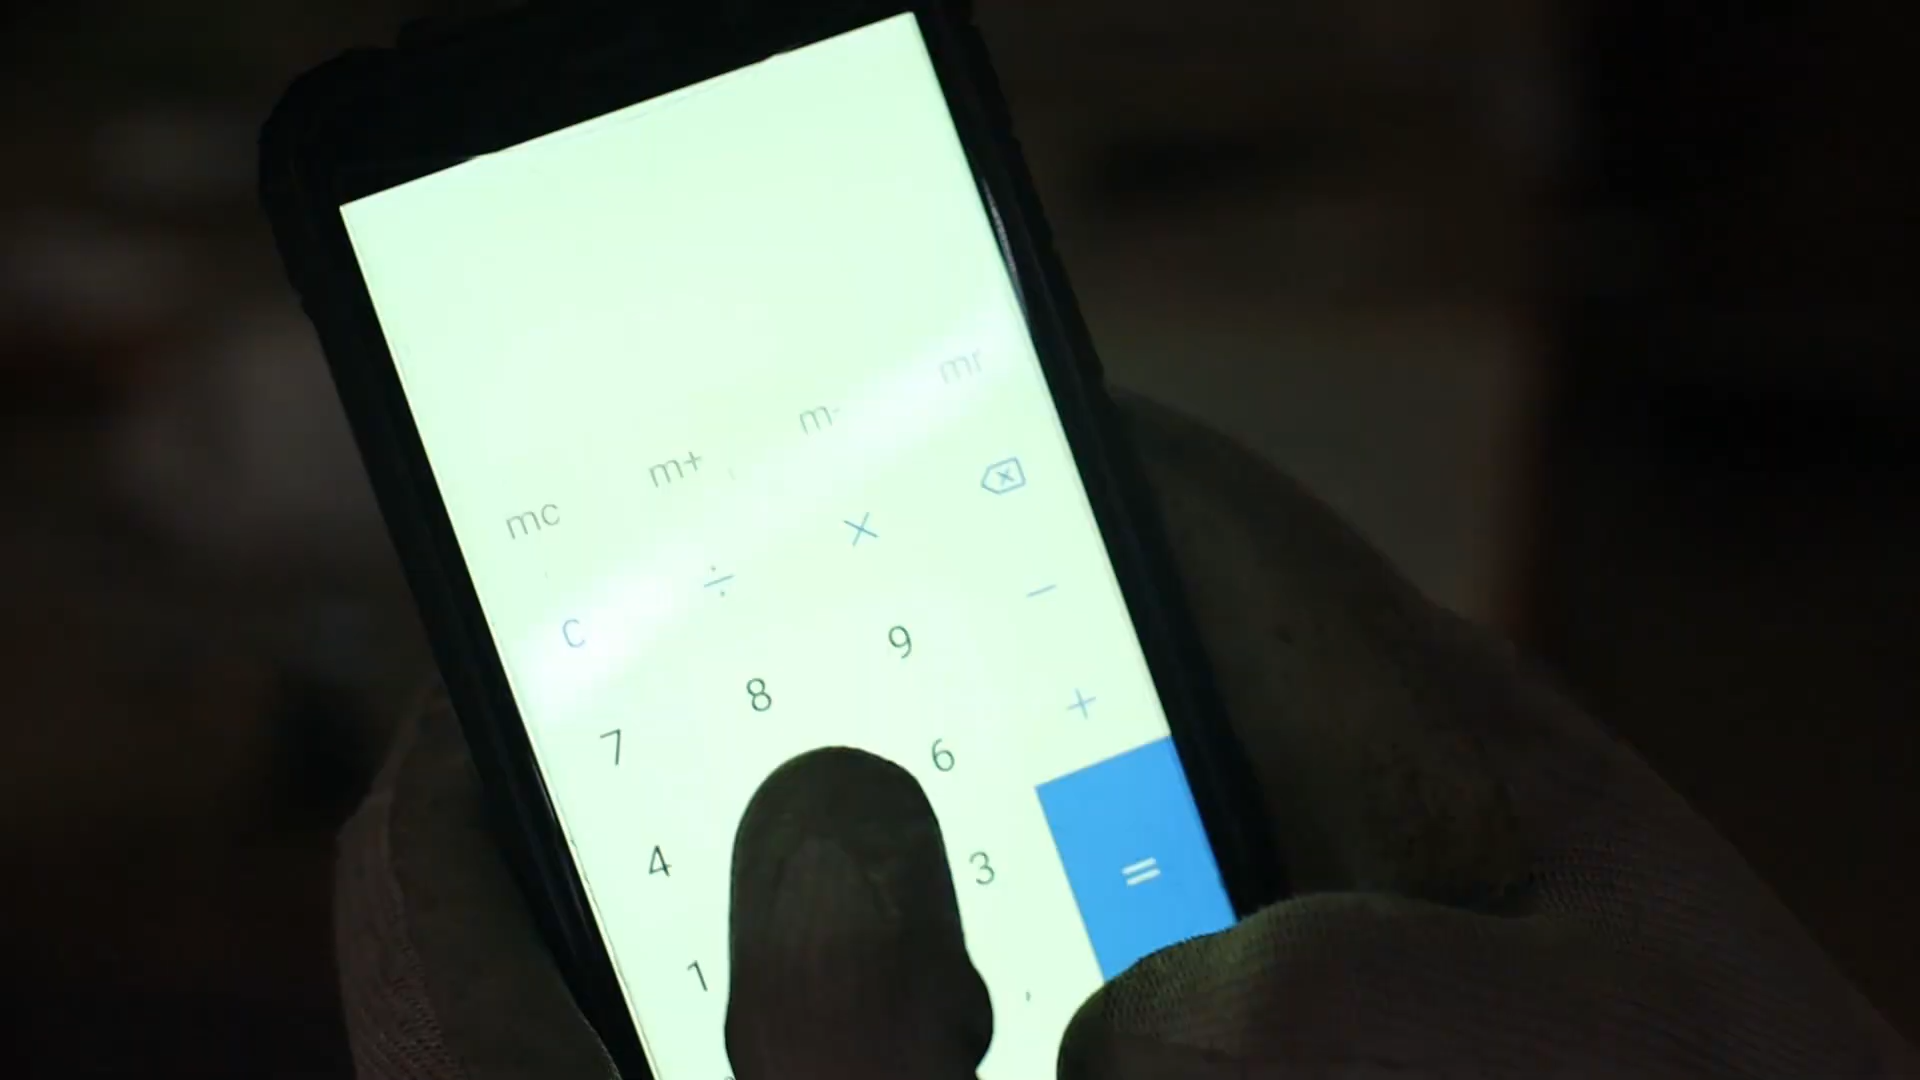 mc m+ m- mr
C ÷ × ⌫
7 8 9 −
4 6 +
1 3 =
,